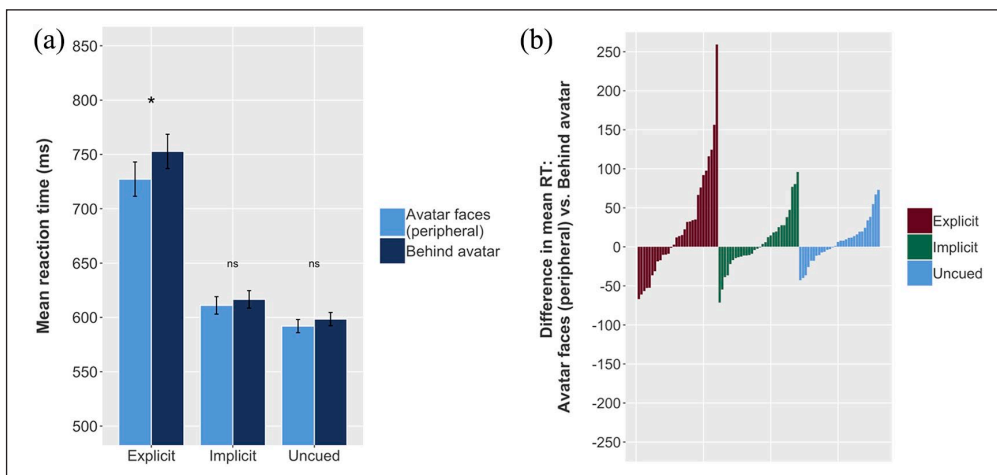 (a)
Mean reaction time (ms)
850
800
750
700
650
600
550
500
*
ns
ns
Explicit
Implicit
Uncued
Avatar faces
(peripheral)
Behind avatar
(b)
Difference in mean RT:
Avatar faces (peripheral) vs. Behind avatar
250
200
150
100
50
0
-50
-100
-150
-200
-250
Explicit
Implicit
Uncued